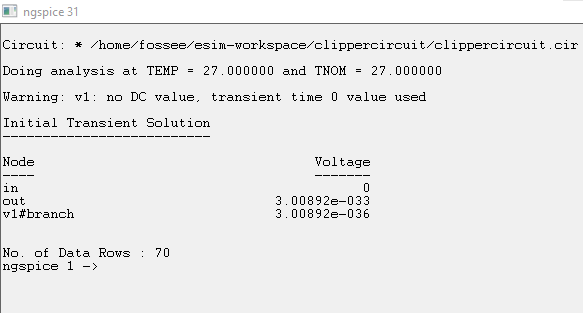 ngspice 31
Circuit: * /home/fossee/esim-workspace/clippercircuit/clippercircuit.cir
Doing analysis at TEMP = 27.000000 and TNOM = 27.000000
Warning: v1: no DC value, transient time 0 value used
Initial Transient Solution
--------------------------
Node Voltage
---- -------
in 0
out 3.00892e-033
v1#branch 3.00892e-036
No. of Data Rows : 70
ngspice 1 ->